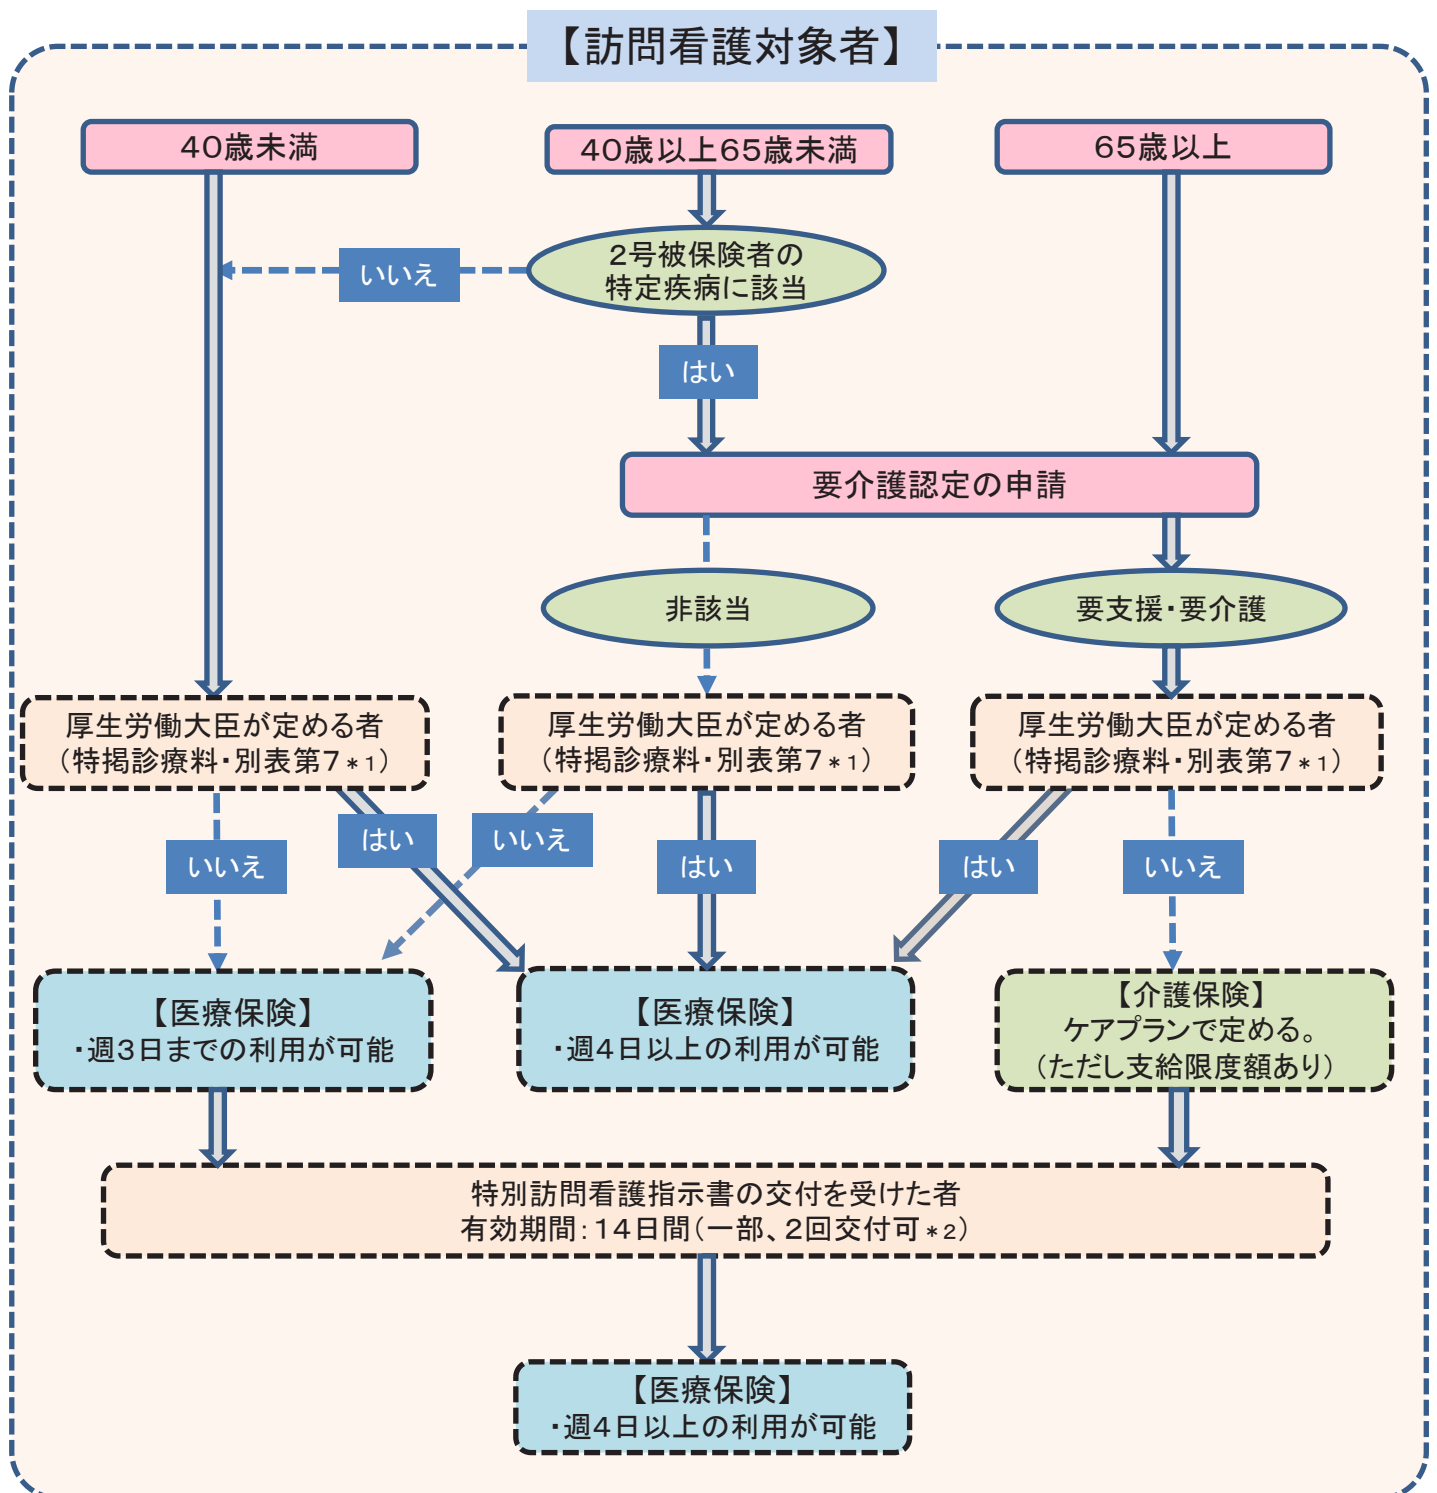 【訪問看護対象者】
40歳未満
40歳以上65歳未満
65歳以上
2号被保険者の
特定疾病に該当
いいえ
はい
要介護認定の申請
非該当
要支援・要介護
厚生労働大臣が定める者
(特掲診療料・別表第7*1)
厚生労働大臣が定める者
(特掲診療料・別表第7*1)
厚生労働大臣が定める者
(特掲診療料・別表第7*1)
いいえ
はい
いいえ
はい
はい
いいえ
【医療保険】
・週3日までの利用が可能
【医療保険】
・週4日以上の利用が可能
【介護保険】
ケアプランで定める。
(ただし支給限度額あり)
特別訪問看護指示書の交付を受けた者
有効期間:14日間(一部、2回交付可*2)
【医療保険】
・週4日以上の利用が可能